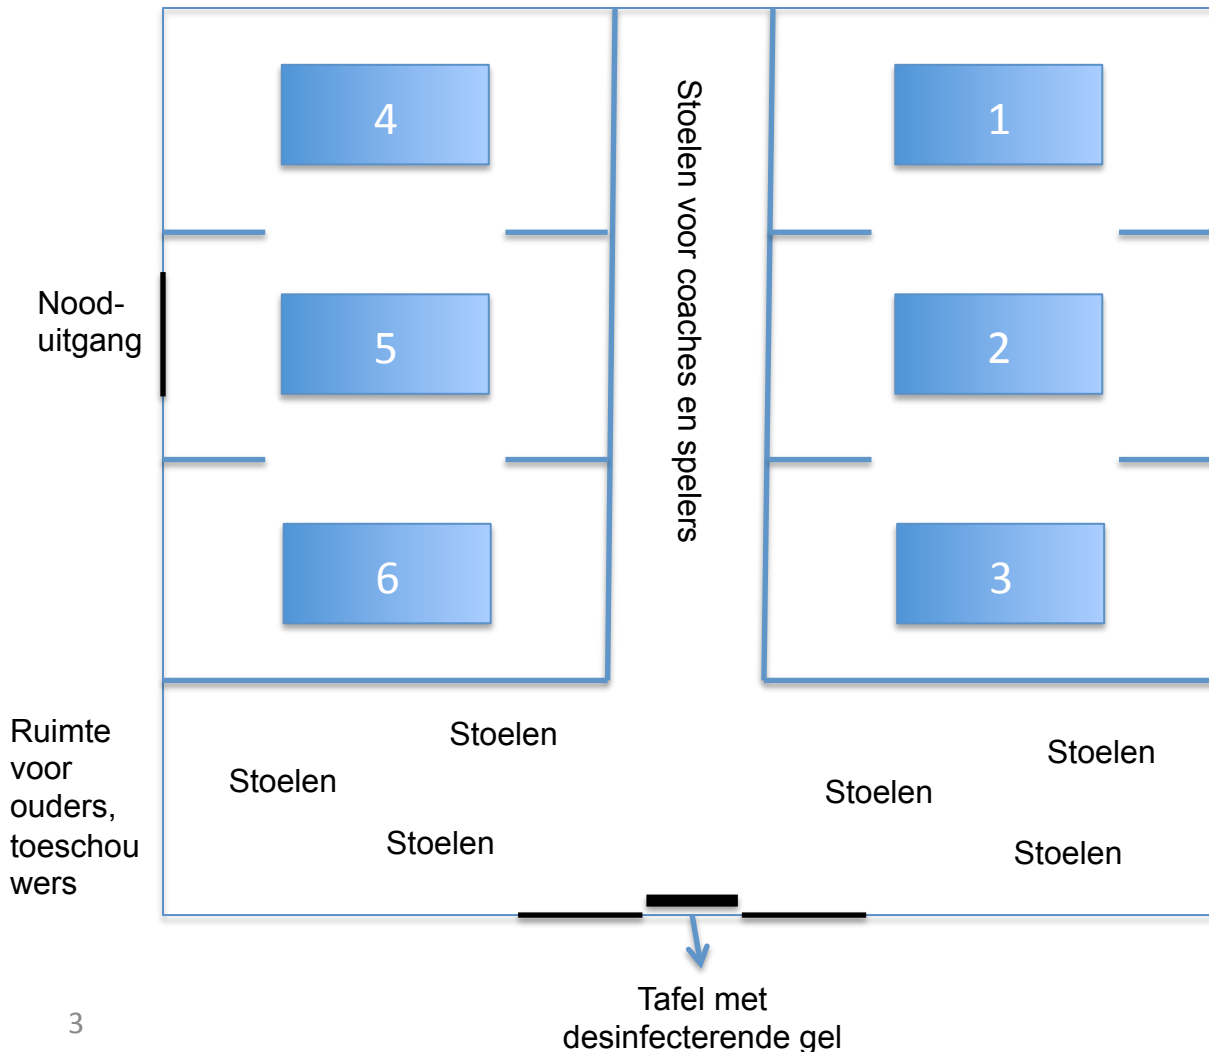 4
1
Stoelen voor coaches en spelers
Nood-
uitgang
5
2
6
3
Ruimte
voor
ouders,
toeschou
wers
Stoelen
Stoelen
Stoelen
Stoelen
Stoelen
Stoelen
Tafel met
desinfecterende gel
3